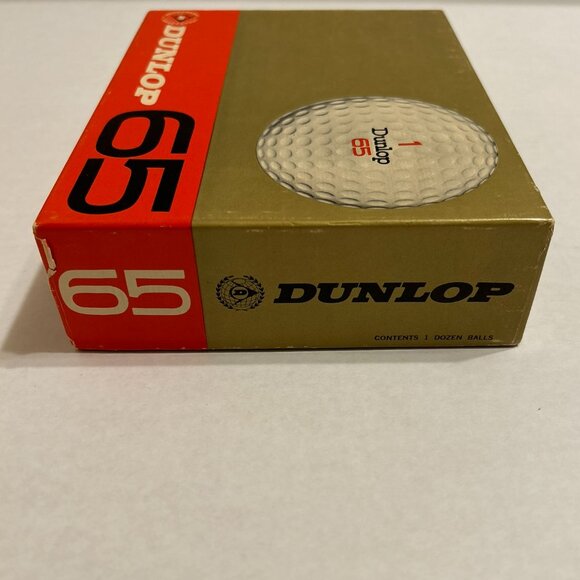 DUNLOP
65
1
Dunlop
65
65
DUNLOP
CONTENTS 1 DOZEN BALLS